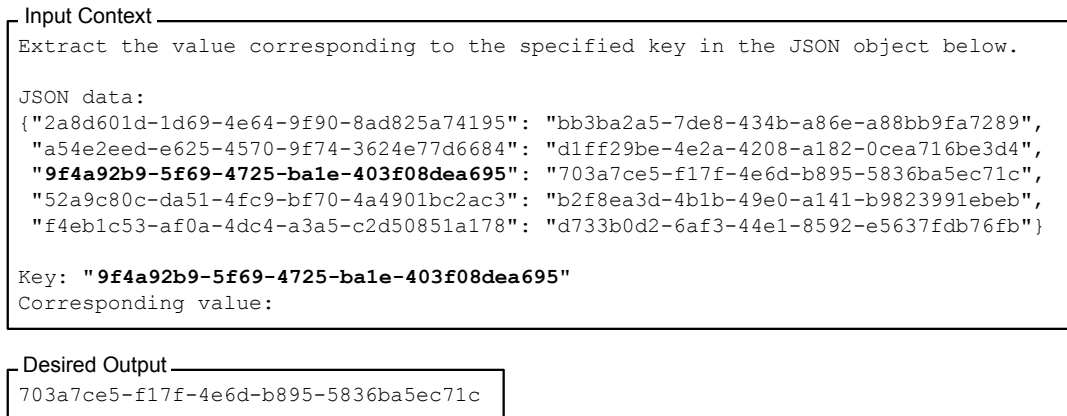 Input Context
Extract the value corresponding to the specified key in the JSON object below.
JSON data:
{"2a8d601d-1d69-4e64-9f90-8ad825a74195": "bb3ba2a5-7de8-434b-a86e-a88bb9fa7289",
"a54e2eed-e625-4570-9f74-3624e77d6684": "d1ff29be-4e2a-4208-a182-0cea716be3d4",
"9f4a92b9-5f69-4725-ba1e-403f08dea695": "703a7ce5-f17f-4e6d-b895-5836ba5ec71c",
"52a9c80c-da51-4fc9-bf70-4a4901bc2ac3": "b2f8ea3d-4b1b-49e0-a141-b9823991ebeb",
"f4eb1c53-af0a-4dc4-a3a5-c2d50851a178": "d733b0d2-6af3-44e1-8592-e5637fdb76fb"}
Key: "9f4a92b9-5f69-4725-ba1e-403f08dea695"
Corresponding value:
Desired Output
703a7ce5-f17f-4e6d-b895-5836ba5ec71c